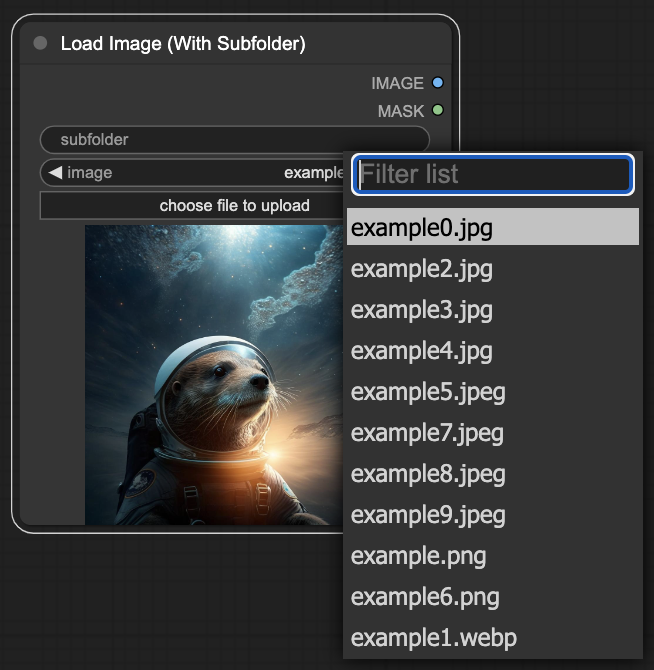 Load Image (With Subfolder)
IMAGE
MASK
subfolder
image example
choose file to upload
Filter list
example0.jpg
example2.jpg
example3.jpg
example4.jpg
example5.jpeg
example7.jpeg
example8.jpeg
example9.jpeg
example.png
example6.png
example1.webp